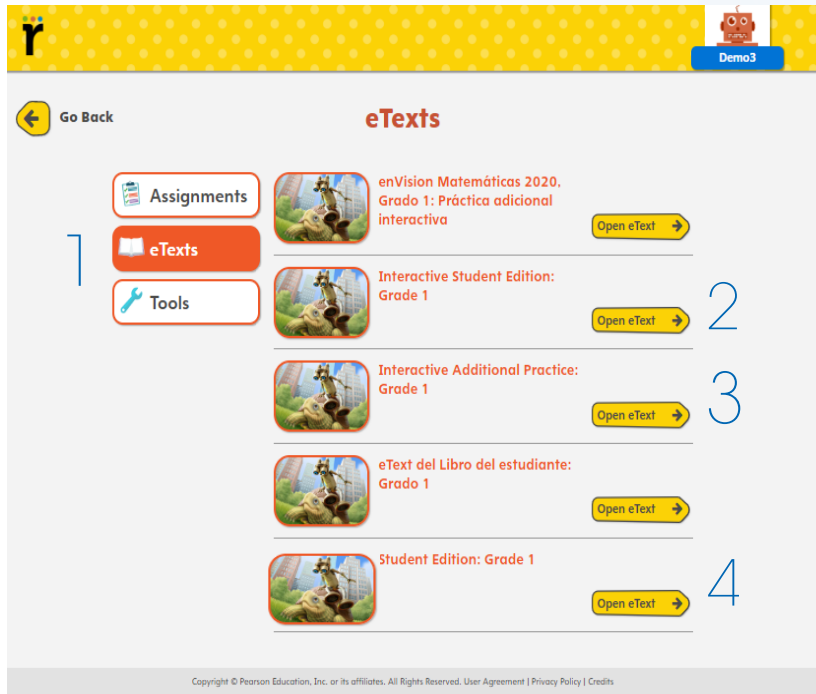 r
Demo3
Go Back
eTexts
Assignments
1
eTexts
Tools
enVision Matemáticas 2020.
Grado 1: Práctica adicional
interactiva
Open eText
Interactive Student Edition:
Grade 1
Open eText
2
Interactive Additional Practice:
Grade 1
Open eText
3
eText del Libro del estudiante:
Grado 1
Open eText
Student Edition: Grade 1
Open eText
4
Copyright © Pearson Education, Inc. or its affiliates. All Rights Reserved. User Agreement | Privacy Policy | Credits